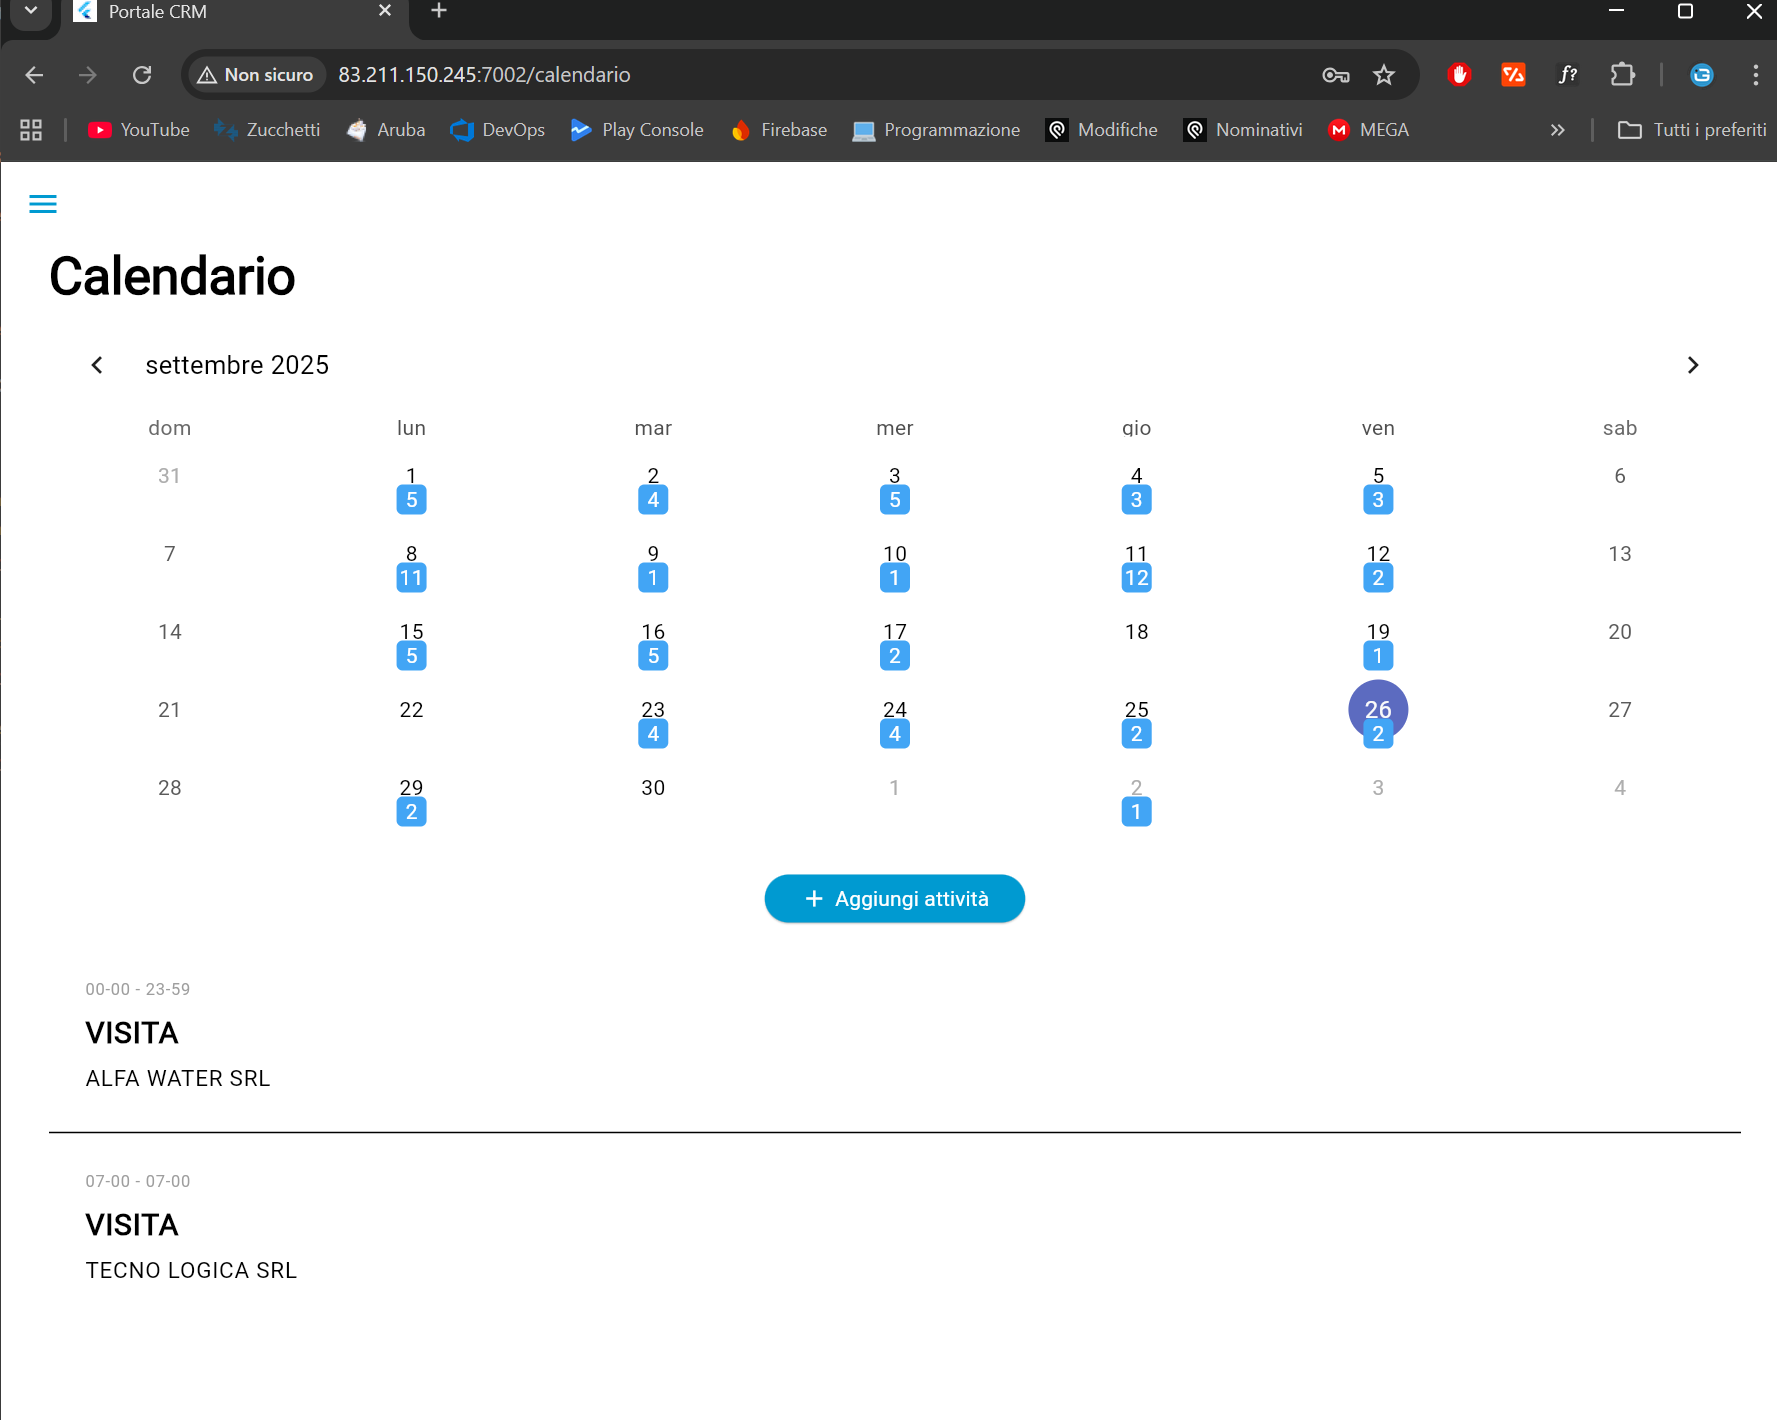 Portale CRM
Non sicuro 83.211.150.245:7002/calendario
YouTube Zucchetti Aruba DevOps Play Console Firebase Programmazione Modifiche Nominativi MEGA Tutti i preferiti
Calendario
settembre 2025
dom lun mar mer gio ven sab
31 1 2 3 4 5 6
5 4 5 3 3
7 8 9 10 11 12 13
11 1 1 12 2
14 15 16 17 18 19 20
5 5 2 1
21 22 23 24 25 26 27
4 4 2 2
28 29 30 1 2 3 4
2 1
+ Aggiungi attività
00-00 - 23-59
VISITA
ALFA WATER SRL
07-00 - 07-00
VISITA
TECNO LOGICA SRL